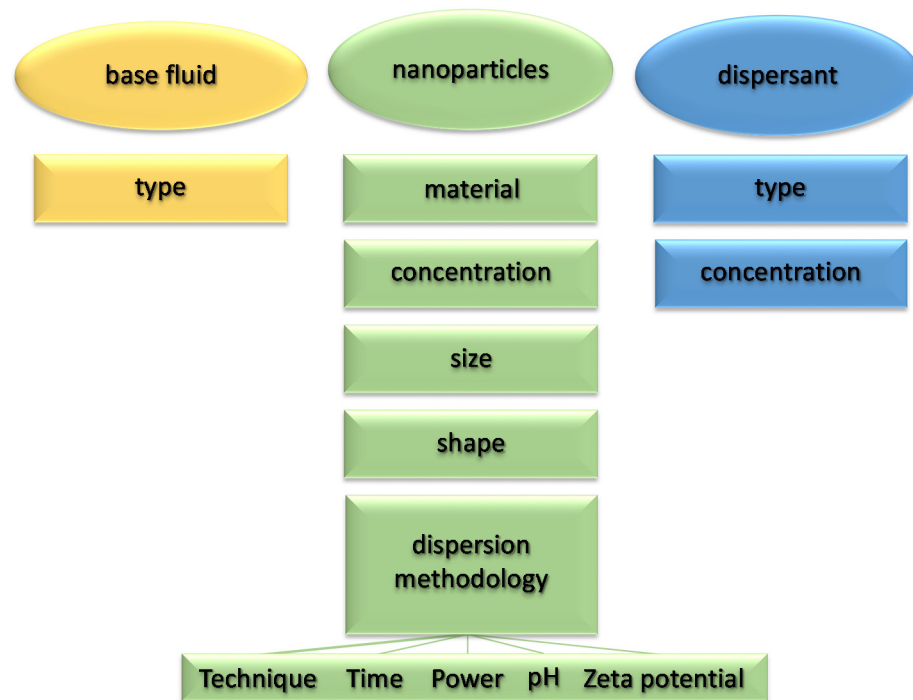 base fluid
nanoparticles
dispersant
type
material
type
concentration
concentration
size
shape
dispersion
methodology
Technique Time Power pH Zeta potential